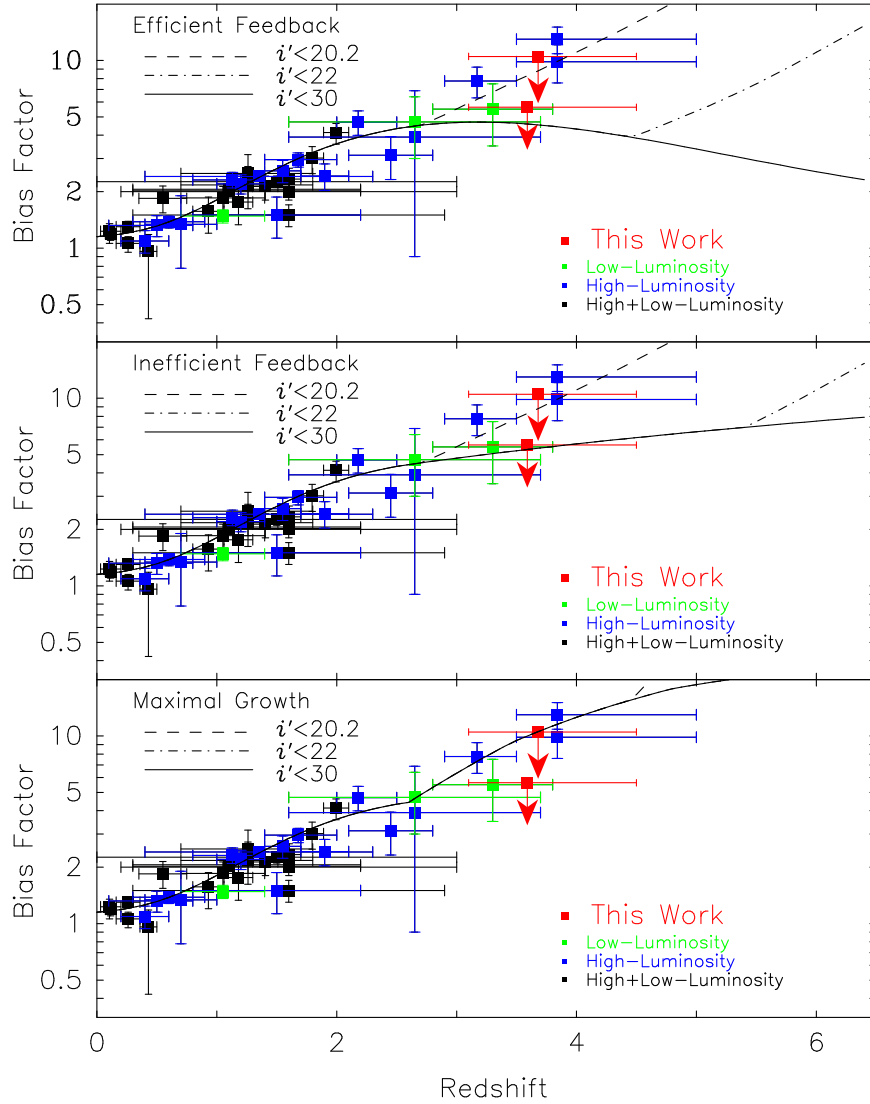 Efficient Feedback
i'<20.2
i'<22
i'<30
10
5
2
1
0.5
Bias Factor
This Work
Low-Luminosity
High-Luminosity
High+Low-Luminosity
Inefficient Feedback
i'<20.2
i'<22
i'<30
10
5
2
1
0.5
Bias Factor
This Work
Low-Luminosity
High-Luminosity
High+Low-Luminosity
Maximal Growth
i'<20.2
i'<22
i'<30
10
5
2
1
0.5
Bias Factor
This Work
Low-Luminosity
High-Luminosity
High+Low-Luminosity
0 2 4 6
Redshift